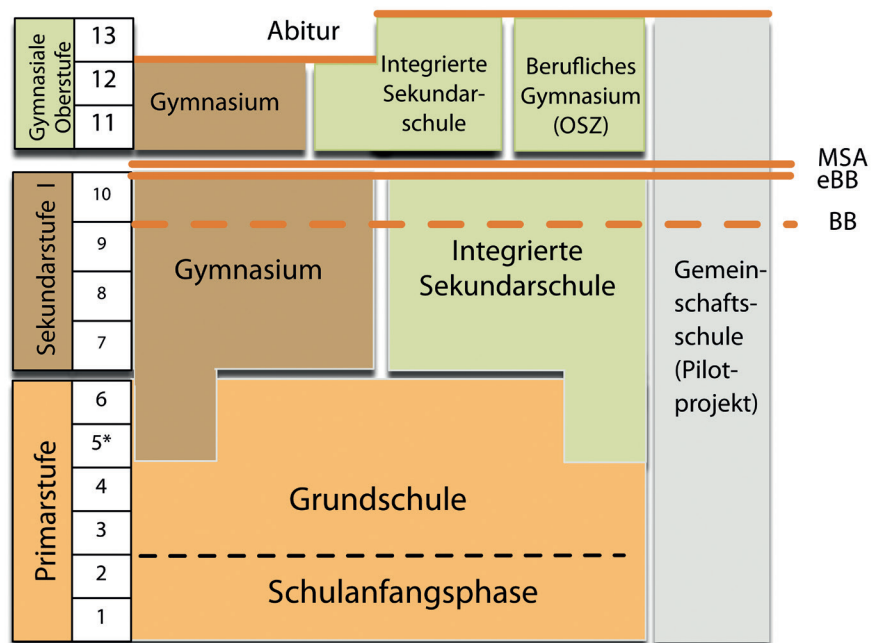 Gymnasiale
Oberstufe
13
12
11
Abitur
Gymnasium
Integrierte
Sekundar-
schule
Berufliches
Gymnasium
(OSZ)
MSA
eBB
BB
Sekundarstufe I
10
9
8
7
Gymnasium
Integrierte
Sekundarschule
Gemein-
schafts-
schule
(Pilot-
projekt)
Primarstufe
6
5*
4
3
2
1
Grundschule
Schulanfangsphase